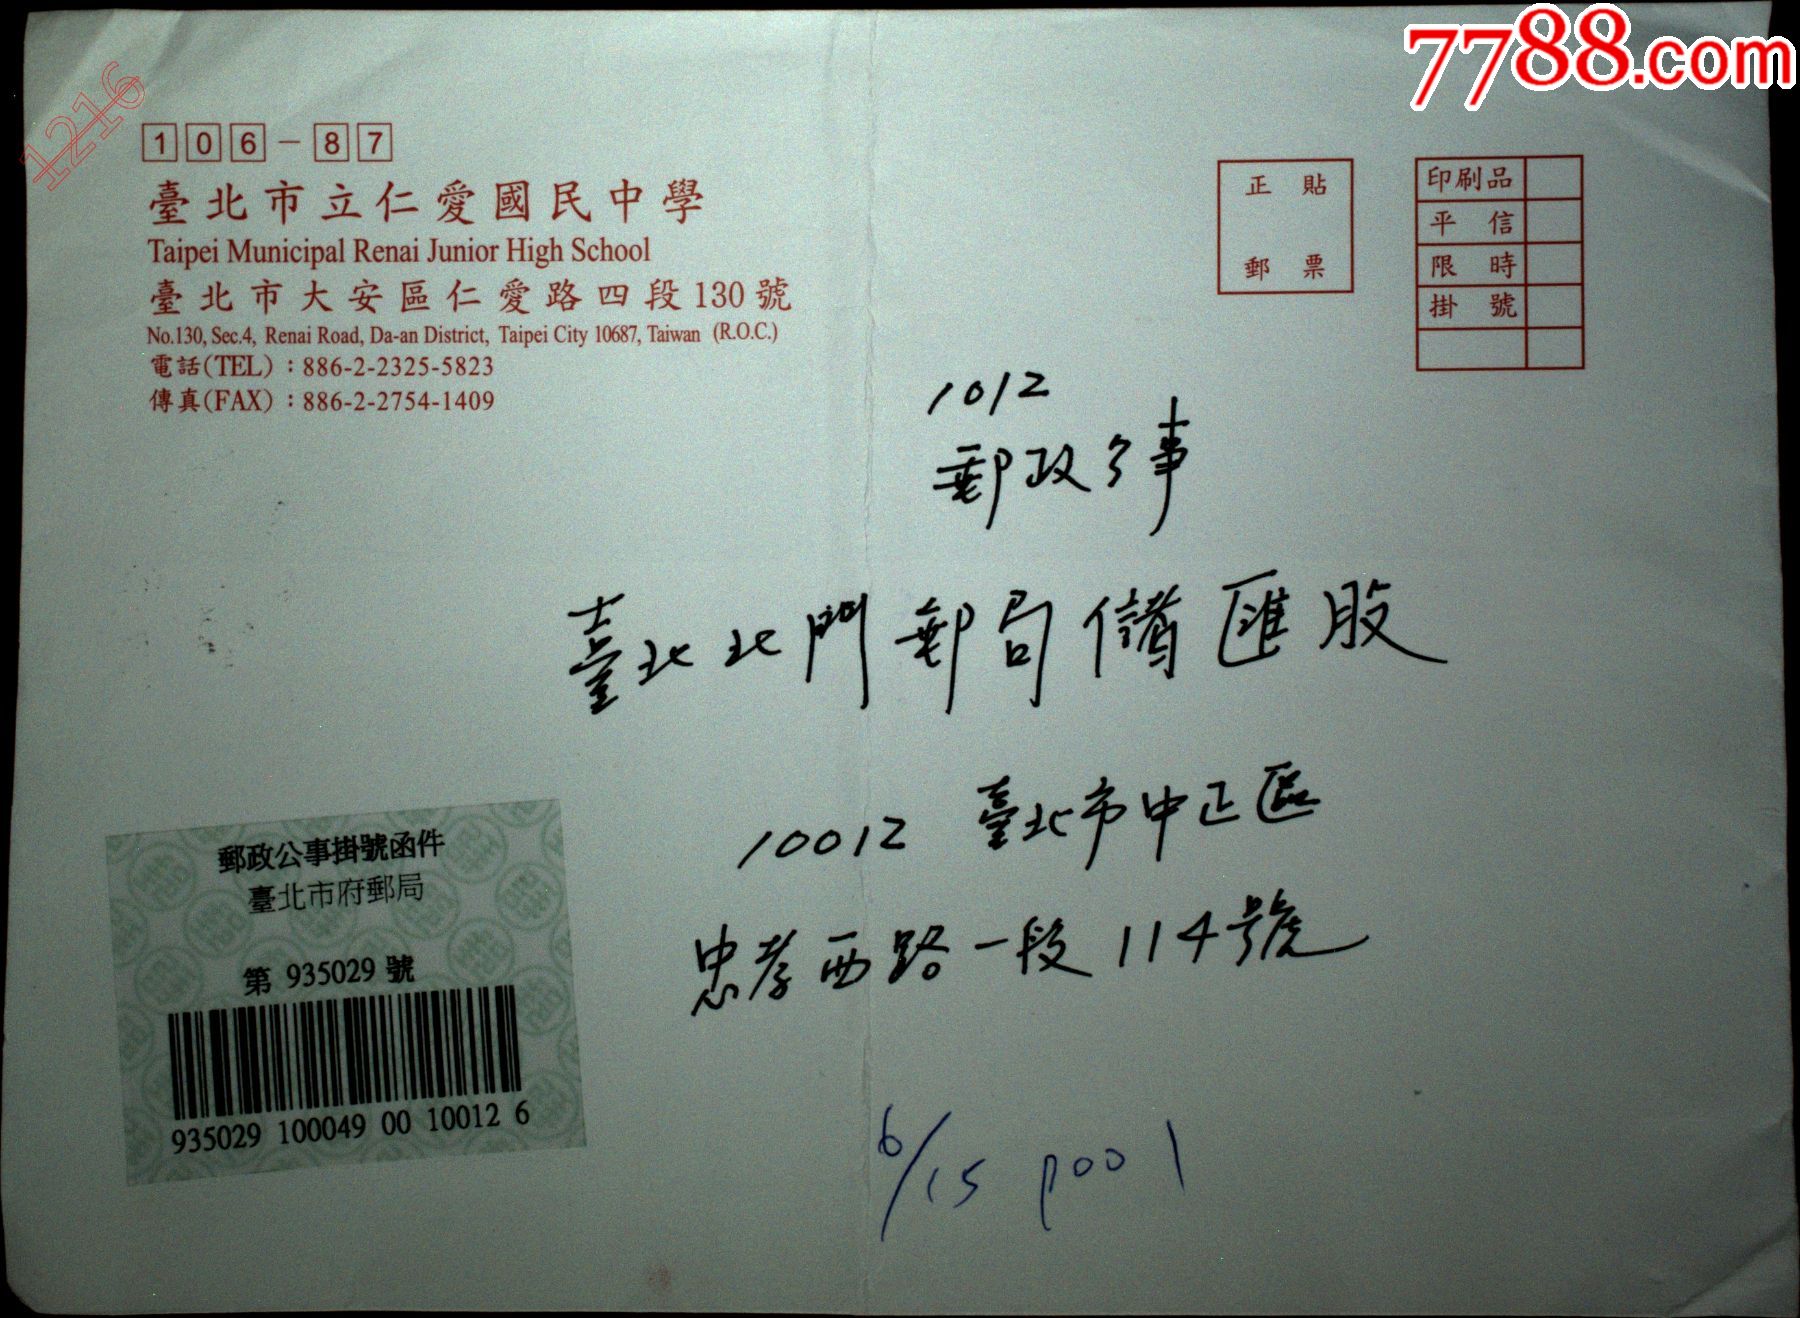 7788.com
1216
106-87
臺北市立仁愛國民中學
Taipei Municipal Renai Junior High School
臺北市大安區仁愛路四段130號
No.130, Sec.4, Renai Road, Da-an District, Taipei City 10687, Taiwan (R.O.C.)
電話(TEL)：886-2-2325-5823
傳真(FAX)：886-2-2754-1409
正貼
郵票
印刷品
平信
限時
掛號
1012
郵政公事
臺北北門郵局儲匯股
10012 臺北市中正區
忠孝西路一段114號
郵政公事掛號函件
臺北市府郵局
第 935029 號
935029 100049 00 10012 6
6/15 P001